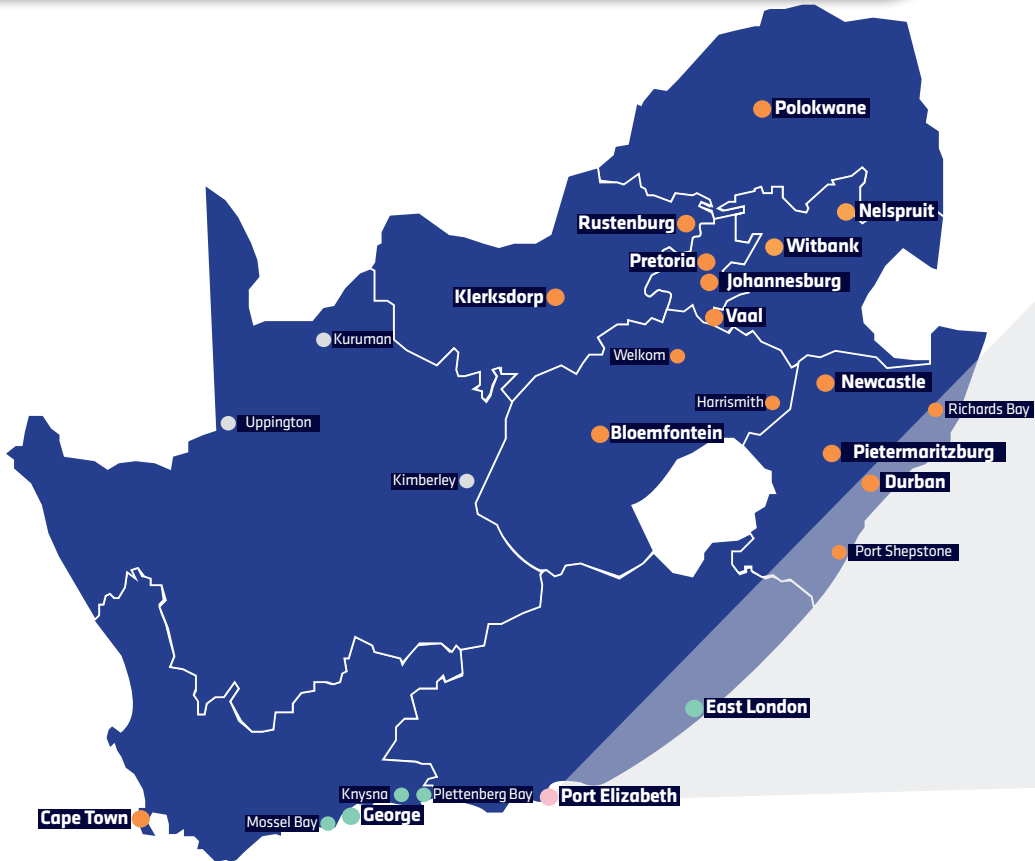 Polokwane
Nelspruit
Rustenburg
Witbank
Pretoria
Johannesburg
Klerksdorp
Vaal
Kuruman
Welkom
Newcastle
Harrismith
Richards Bay
Uppington
Bloemfontein
Pietermaritzburg
Kimberley
Durban
Port Shepstone
East London
Knysna
Plettenberg Bay
Port Elizabeth
George
Cape Town
Mossel Bay